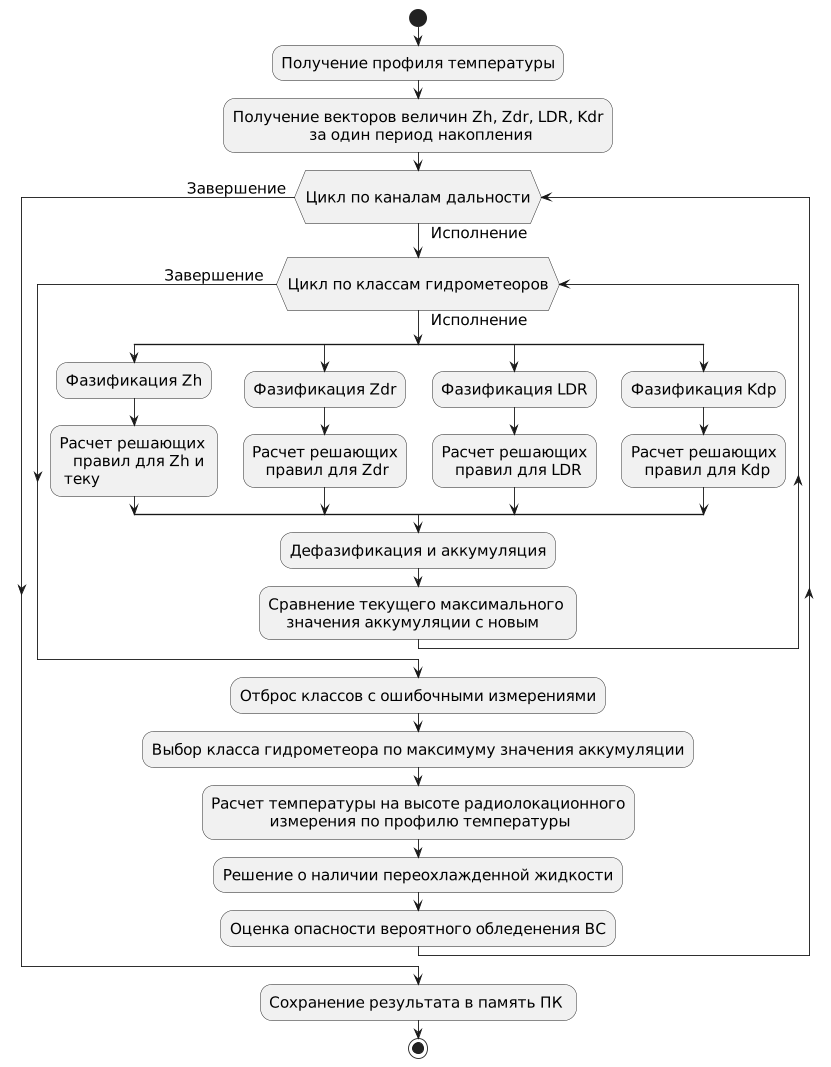 Получение профиля температуры
Получение векторов величин Zh, Zdr, LDR, Kdr
за один период накопления
Завершение
Цикл по каналам дальности
Исполнение
Завершение
Цикл по классам гидрометеоров
Исполнение
Фазификация Zh
Расчет решающих
правил для Zh и
теку
Фазификация Zdr
Расчет решающих
правил для Zdr
Фазификация LDR
Расчет решающих
правил для LDR
Фазификация Kdp
Расчет решающих
правил для Kdp
Дефазификация и аккумуляция
Сравнение текущего максимального
значения аккумуляции с новым
Отброс классов с ошибочными измерениями
Выбор класса гидрометеора по максимуму значения аккумуляции
Расчет температуры на высоте радиолокационного
измерения по профилю температуры
Решение о наличии переохлажденной жидкости
Оценка опасности вероятного обледенения ВС
Сохранение результата в память ПК